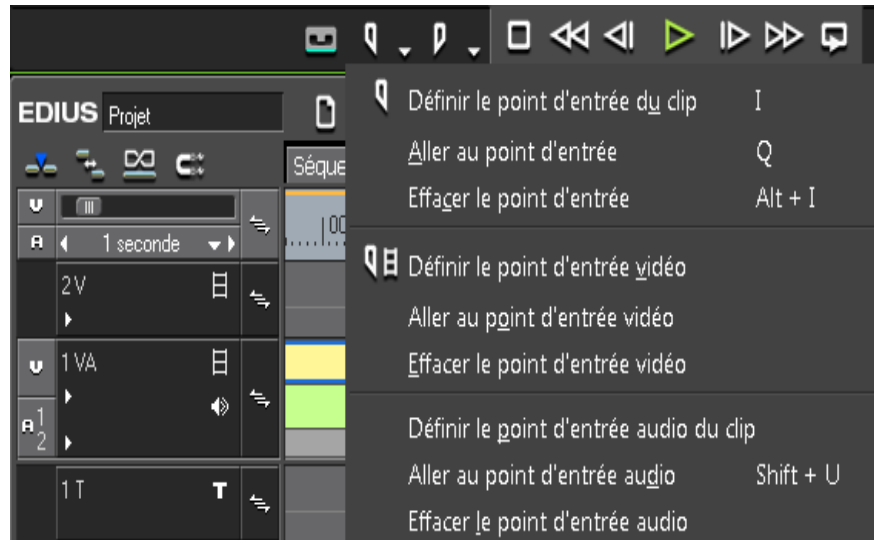 Définir le point d'entrée du clip I
EDIUS Projet
Aller au point d'entrée Q
Séque
Effacer le point d'entrée Alt + I
U
00
A 1 seconde
Définir le point d'entrée vidéo
2 V
Aller au point d'entrée vidéo
U 1 VA
Effacer le point d'entrée vidéo
A 1
2
Définir le point d'entrée audio du clip
Aller au point d'entrée audio Shift + U
1 T T
Effacer le point d'entrée audio